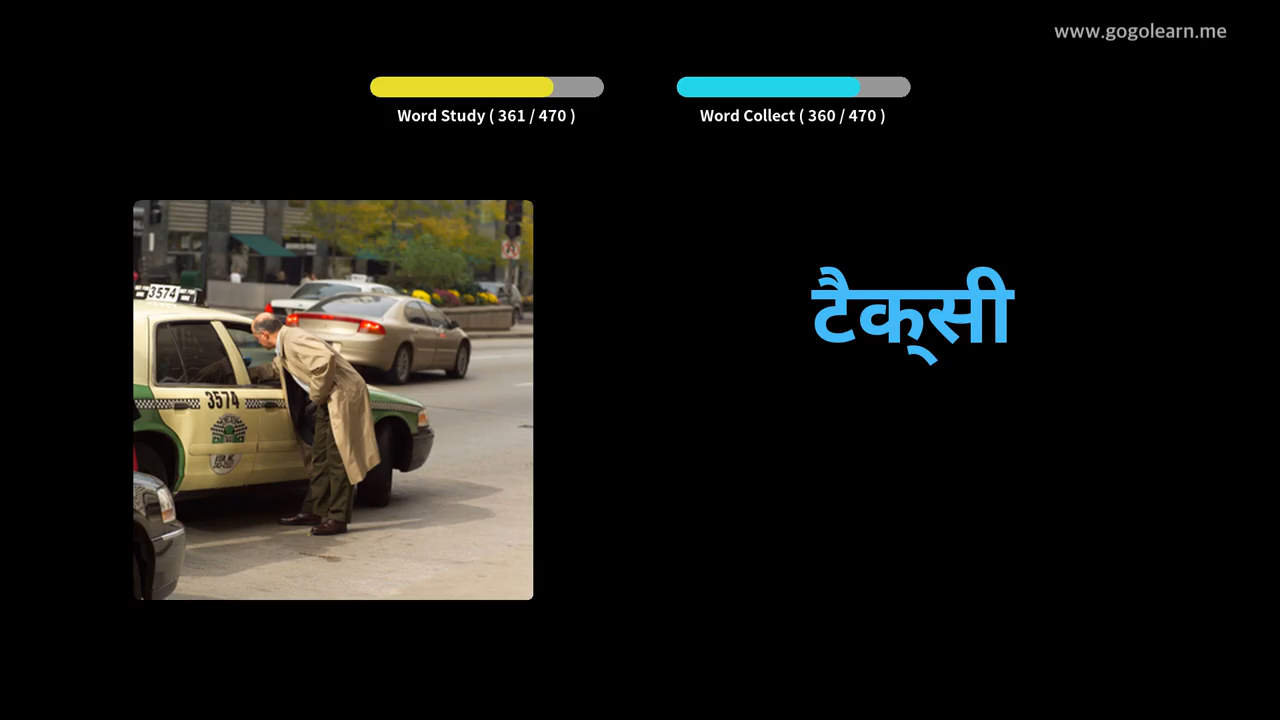 www.gogolearn.me
Word Study ( 361 / 470 )
Word Collect ( 360 / 470 )
3574
3574
टैक्‌सी